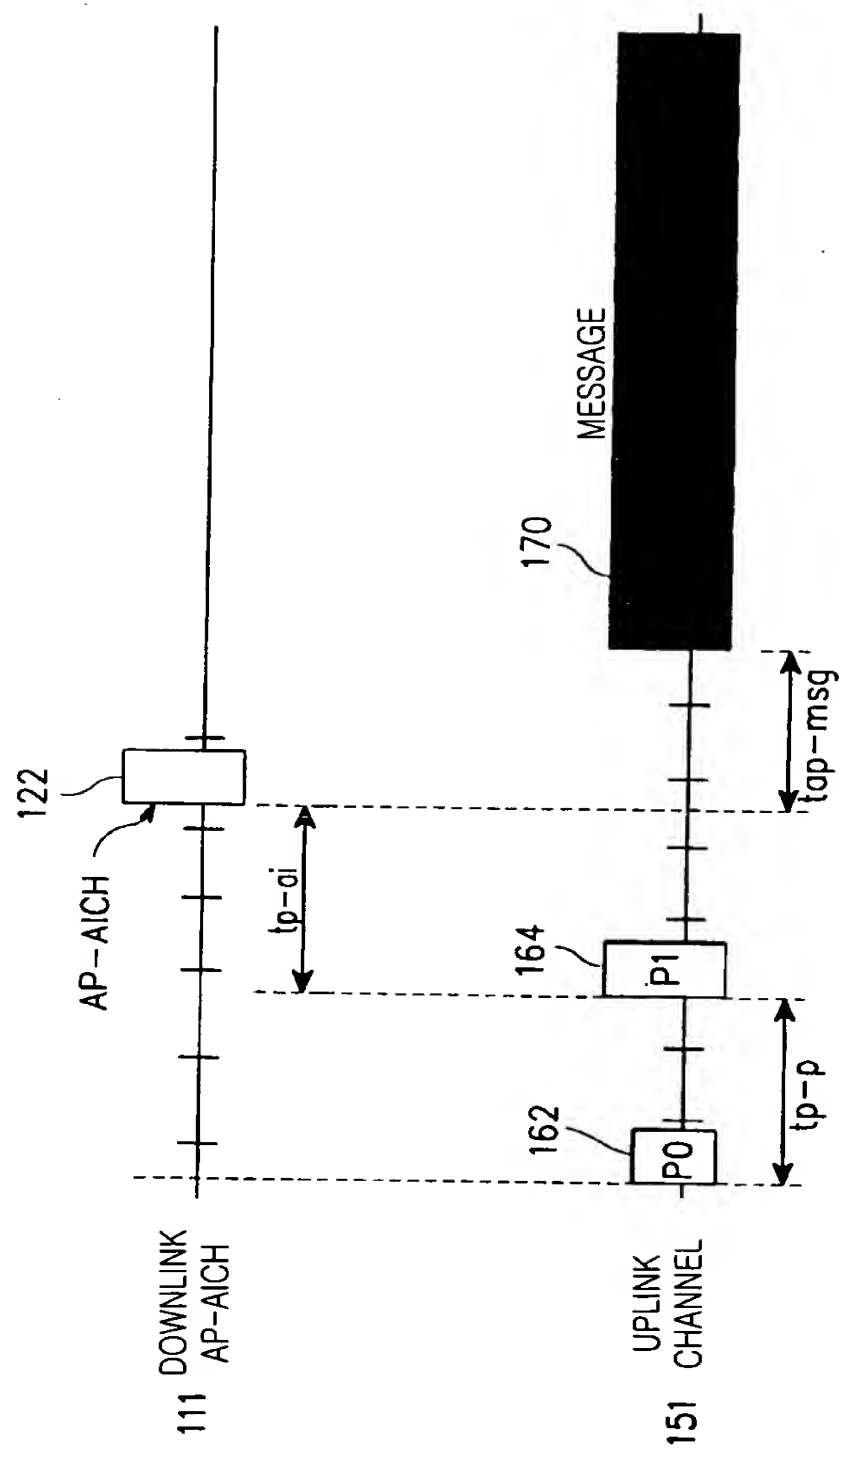 111 DOWNLINK
AP-AICH
AP-AICH
122
tp-ai
151 UPLINK
CHANNEL
162
P0
164
P1
170
MESSAGE
tp-p
tap-msg